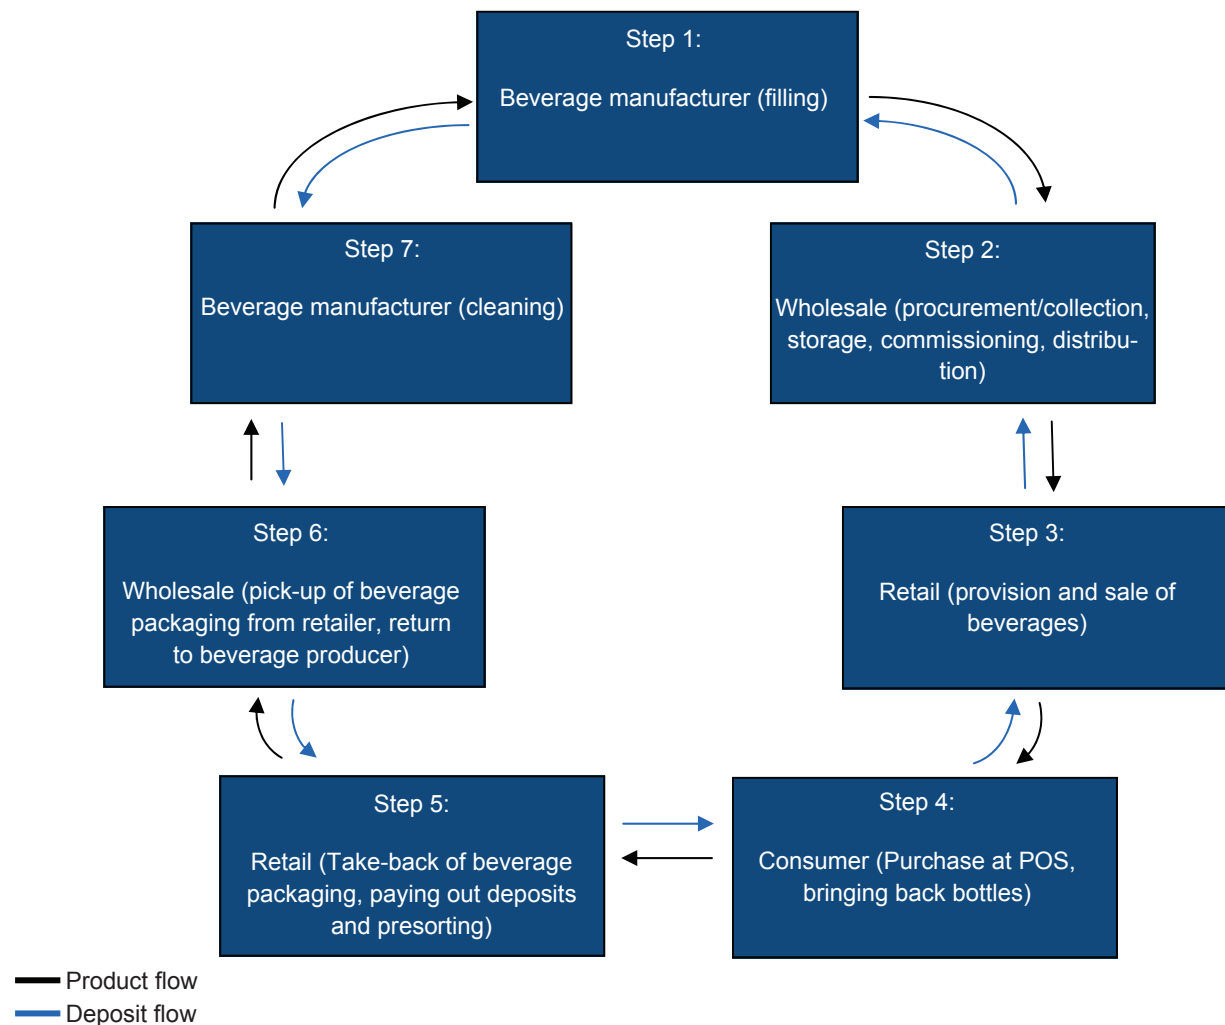 Step 1:
Beverage manufacturer (filling)
Step 7:
Beverage manufacturer (cleaning)
Step 2:
Wholesale (procurement/collection,
storage, commissioning, distribu-
tion)
Step 6:
Wholesale (pick-up of beverage
packaging from retailer, return
to beverage producer)
Step 3:
Retail (provision and sale of
beverages)
Step 5:
Retail (Take-back of beverage
packaging, paying out deposits
and presorting)
Step 4:
Consumer (Purchase at POS,
bringing back bottles)
Product flow
Deposit flow